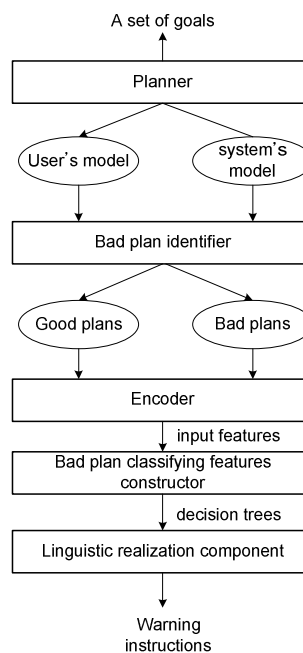 A set of goals
Planner
User's model
system's
model
Bad plan identifier
Good plans
Bad plans
Encoder
input features
Bad plan classifying features
constructor
decision trees
Linguistic realization component
Warning
instructions